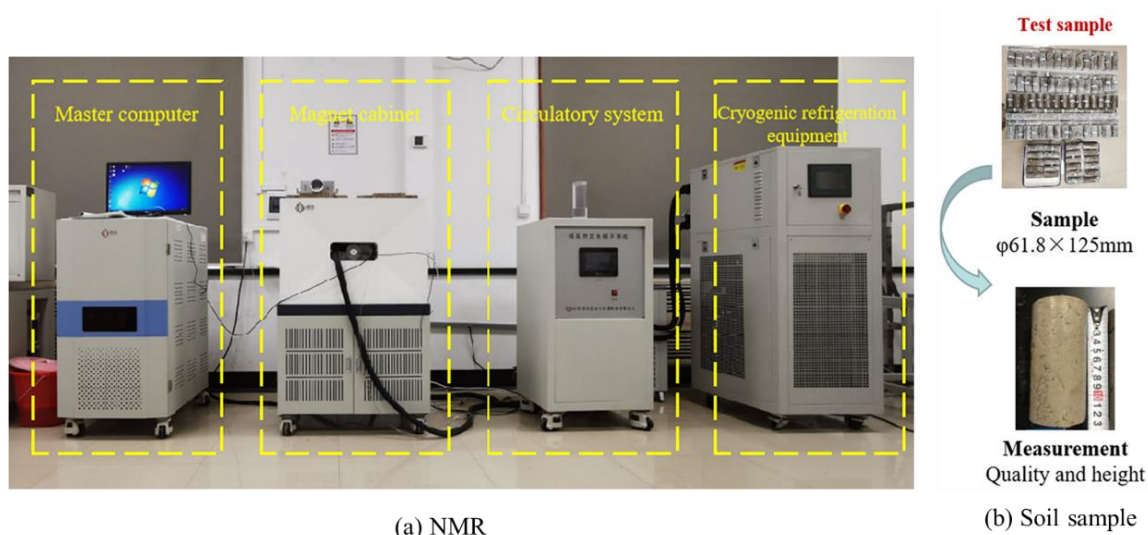 Master computer
Magnet cabinet
Circulatory system
Cryogenic refrigeration
equipment
(a) NMR
Test sample
Sample
φ61.8×125mm
Measurement
Quality and height
(b) Soil sample